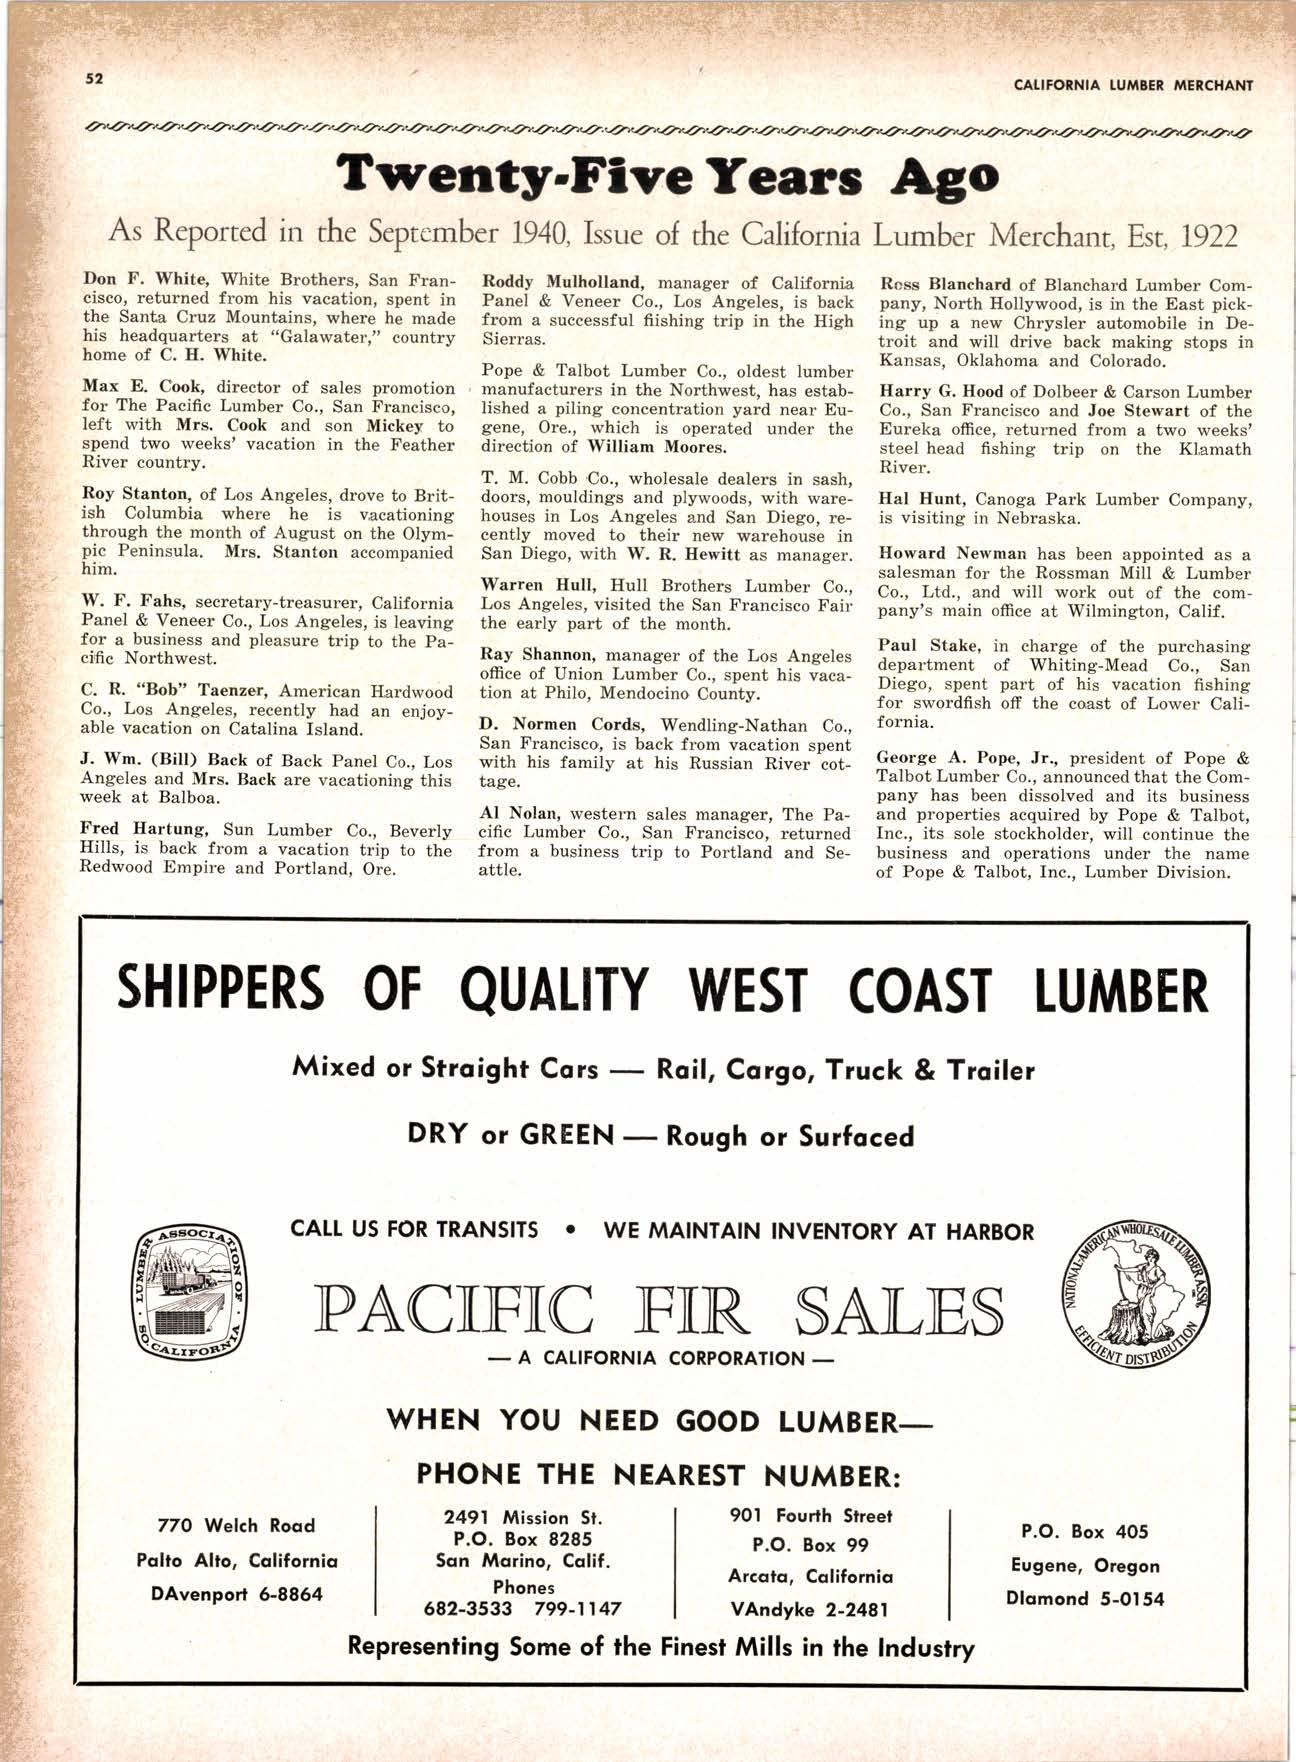 52
CALIFORNIA LUMBER MERCHANT
Twenty-Five Years Ago
As Reported in the September 1940, Issue of the California Lumber Merchant, Est, 1922
Don F. White, White Brothers, San Fran-
cisco, returned from his vacation, spent in
the Santa Cruz Mountains, where he made
his headquarters at "Galawater," country
home of C. H. White.
Max E. Cook, director of sales promotion
for The Pacific Lumber Co., San Francisco,
left with Mrs. Cook and son Mickey to
spend two weeks' vacation in the Feather
River country.
Roy Stanton, of Los Angeles, drove to Brit-
ish Columbia where he is vacationing
through the month of August on the Olym-
pic Peninsula. Mrs. Stanton accompanied
him.
W. F. Fahs, secretary-treasurer, California
Panel & Veneer Co., Los Angeles, is leaving
for a business and pleasure trip to the Pa-
cific Northwest.
C. R. "Bob" Taenzer, American Hardwood
Co., Los Angeles, recently had an enjoy-
able vacation on Catalina Island.
J. Wm. (Bill) Back of Back Panel Co., Los
Angeles and Mrs. Back are vacationing this
week at Balboa.
Fred Hartung, Sun Lumber Co., Beverly
Hills, is back from a vacation trip to the
Redwood Empire and Portland, Ore.
Roddy Mulholland, manager of California
Panel & Veneer Co., Los Angeles, is back
from a successful fiishing trip in the High
Sierras.
Pope & Talbot Lumber Co., oldest lumber
manufacturers in the Northwest, has estab-
lished a piling concentration yard near Eu-
gene, Ore., which is operated under the
direction of William Moores.
T. M. Cobb Co., wholesale dealers in sash,
doors, mouldings and plywoods, with ware-
houses in Los Angeles and San Diego, re-
cently moved to their new warehouse in
San Diego, with W. R. Hewitt as manager.
Warren Hull, Hull Brothers Lumber Co.,
Los Angeles, visited the San Francisco Fair
the early part of the month.
Ray Shannon, manager of the Los Angeles
office of Union Lumber Co., spent his vaca-
tion at Philo, Mendocino County.
D. Normen Cords, Wendling-Nathan Co.,
San Francisco, is back from vacation spent
with his family at his Russian River cot-
tage.
Al Nolan, western sales manager, The Pa-
cific Lumber Co., San Francisco, returned
from a business trip to Portland and Se-
attle.
Ross Blanchard of Blanchard Lumber Com-
pany, North Hollywood, is in the East pick-
ing up a new Chrysler automobile in De-
troit and will drive back making stops in
Kansas, Oklahoma and Colorado.
Harry G. Hood of Dolbeer & Carson Lumber
Co., San Francisco and Joe Stewart of the
Eureka office, returned from a two weeks'
steel head fishing trip on the Klamath
River.
Hal Hunt, Canoga Park Lumber Company,
is visiting in Nebraska.
Howard Newman has been appointed as a
salesman for the Rossman Mill & Lumber
Co., Ltd., and will work out of the com-
pany's main office at Wilmington, Calif.
Paul Stake, in charge of the purchasing
department of Whiting-Mead Co., San
Diego, spent part of his vacation fishing
for swordfish off the coast of Lower Cali-
fornia.
George A. Pope, Jr., president of Pope &
Talbot Lumber Co., announced that the Com-
pany has been dissolved and its business
and properties acquired by Pope & Talbot,
Inc., its sole stockholder, will continue the
business and operations under the name
of Pope & Talbot, Inc., Lumber Division.
SHIPPERS OF QUALITY WEST COAST LUMBER
Mixed or Straight Cars — Rail, Cargo, Truck & Trailer
DRY or GREEN — Rough or Surfaced
CALL US FOR TRANSITS • WE MAINTAIN INVENTORY AT HARBOR
LUMBER ASSOCIATION OF SO. CALIFORNIA
PACIFIC FIR SALES
NATIONAL-AMERICAN WHOLESALE LUMBER ASSN.
EFFICIENT DISTRIBUTION
— A CALIFORNIA CORPORATION —
WHEN YOU NEED GOOD LUMBER—
PHONE THE NEAREST NUMBER:
770 Welch Road
Palto Alto, California
DAvenport 6-8864
2491 Mission St.
P.O. Box 8285
San Marino, Calif.
Phones
682-3533 799-1147
901 Fourth Street
P.O. Box 99
Arcata, California
VAndyke 2-2481
P.O. Box 405
Eugene, Oregon
DIamond 5-0154
Representing Some of the Finest Mills in the Industry